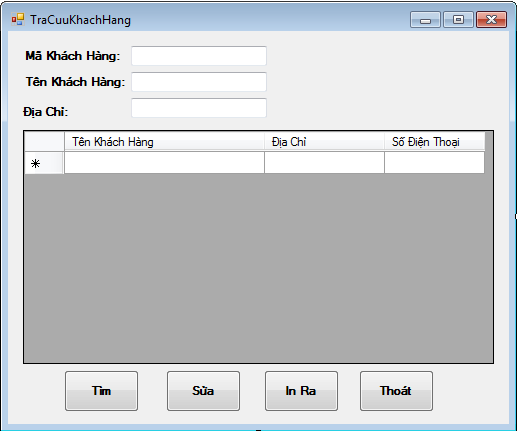 TraCuuKhachHang
Mã Khách Hàng:
Tên Khách Hàng:
Địa Chỉ:
Tên Khách Hàng Địa Chỉ Số Điện Thoại
Tìm Sửa In Ra Thoát